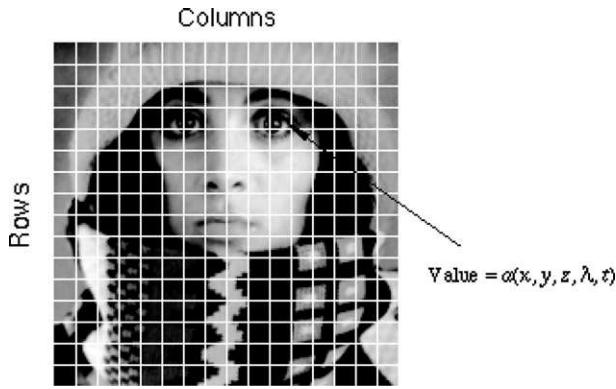 Columns
Rows
Value = a(x, y, z, λ, t)